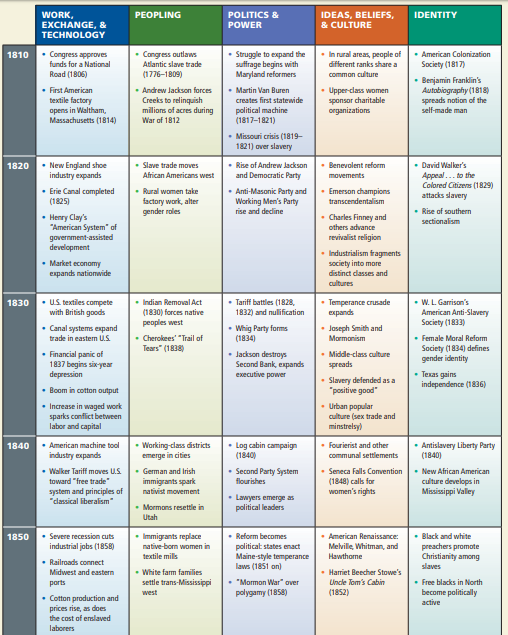 WORK,
EXCHANGE, &
TECHNOLOGY
PEOPLING
POLITICS &
POWER
IDEAS, BELIEFS,
& CULTURE
IDENTITY
1810
• Congress approves
funds for a National
Road (1806)
• First American
textile factory
opens in Waltham,
Massachusetts (1814)
• Congress outlaws
Atlantic slave trade
(1776–1809)
• Andrew Jackson forces
Creeks to relinquish
millions of acres during
War of 1812
• Struggle to expand the
suffrage begins with
Maryland reformers
• Martin Van Buren
creates first statewide
political machine
(1817–1821)
• Missouri crisis (1819–
1821) over slavery
• In rural areas, people of
different ranks share a
common culture
• Upper-class women
sponsor charitable
organizations
• American Colonization
Society (1817)
• Benjamin Franklin's
Autobiography (1818)
spreads notion of the
self-made man
1820
• New England shoe
industry expands
• Erie Canal completed
(1825)
• Henry Clay's
"American System" of
government-assisted
development
• Market economy
expands nationwide
• Slave trade moves
African Americans west
• Rural women take
factory work, alter
gender roles
• Rise of Andrew Jackson
and Democratic Party
• Anti-Masonic Party and
Working Men's Party
rise and decline
• Benevolent reform
movements
• Emerson champions
transcendentalism
• Charles Finney and
others advance
revivalist religion
• Industrialism fragments
society into more
distinct classes and
cultures
• David Walker's
Appeal . . . to the
Colored Citizens (1829)
attacks slavery
• Rise of southern
sectionalism
1830
• U.S. textiles compete
with British goods
• Canal systems expand
trade in eastern U.S.
• Financial panic of
1837 begins six-year
depression
• Boom in cotton output
• Increase in waged work
sparks conflict between
labor and capital
• Indian Removal Act
(1830) forces native
peoples west
• Cherokees' "Trail of
Tears" (1838)
• Tariff battles (1828,
1832) and nullification
• Whig Party forms
(1834)
• Jackson destroys
Second Bank, expands
executive power
• Temperance crusade
expands
• Joseph Smith and
Mormonism
• Middle-class culture
spreads
• Slavery defended as a
"positive good"
• Urban popular
culture (sex trade and
minstrelsy)
• W. L. Garrison's
American Anti-Slavery
Society (1833)
• Female Moral Reform
Society (1834) defines
gender identity
• Texas gains
independence (1836)
1840
• American machine tool
industry expands
• Walker Tariff moves U.S.
toward "free trade"
system and principles of
"classical liberalism"
• Working-class districts
emerge in cities
• German and Irish
immigrants spark
nativist movement
• Mormons resettle in
Utah
• Log cabin campaign
(1840)
• Second Party System
flourishes
• Lawyers emerge as
political leaders
• Fourierist and other
communal settlements
• Seneca Falls Convention
(1848) calls for
women's rights
• Antislavery Liberty Party
(1840)
• New African American
culture develops in
Mississippi Valley
1850
• Severe recession cuts
industrial jobs (1858)
• Railroads connect
Midwest and eastern
ports
• Cotton production and
prices rise, as does
the cost of enslaved
laborers
• Immigrants replace
native-born women in
textile mills
• White farm families
settle trans-Mississippi
west
• Reform becomes
political: states enact
Maine-style temperance
laws (1851 on)
• "Mormon War" over
polygamy (1858)
• American Renaissance:
Melville, Whitman, and
Hawthorne
• Harriet Beecher Stowe's
Uncle Tom's Cabin
(1852)
• Black and white
preachers promote
Christianity among
slaves
• Free blacks in North
become politically
active